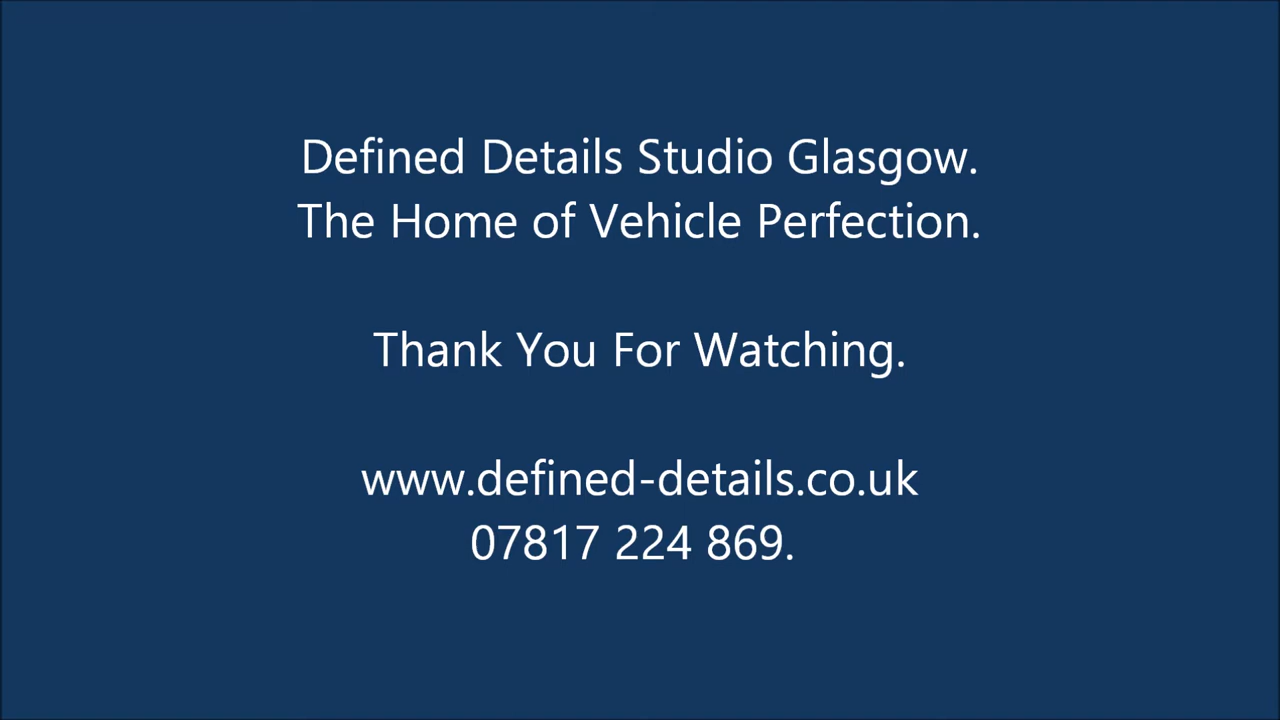 Defined Details Studio Glasgow.
The Home of Vehicle Perfection.
Thank You For Watching.
www.defined-details.co.uk
07817 224 869.